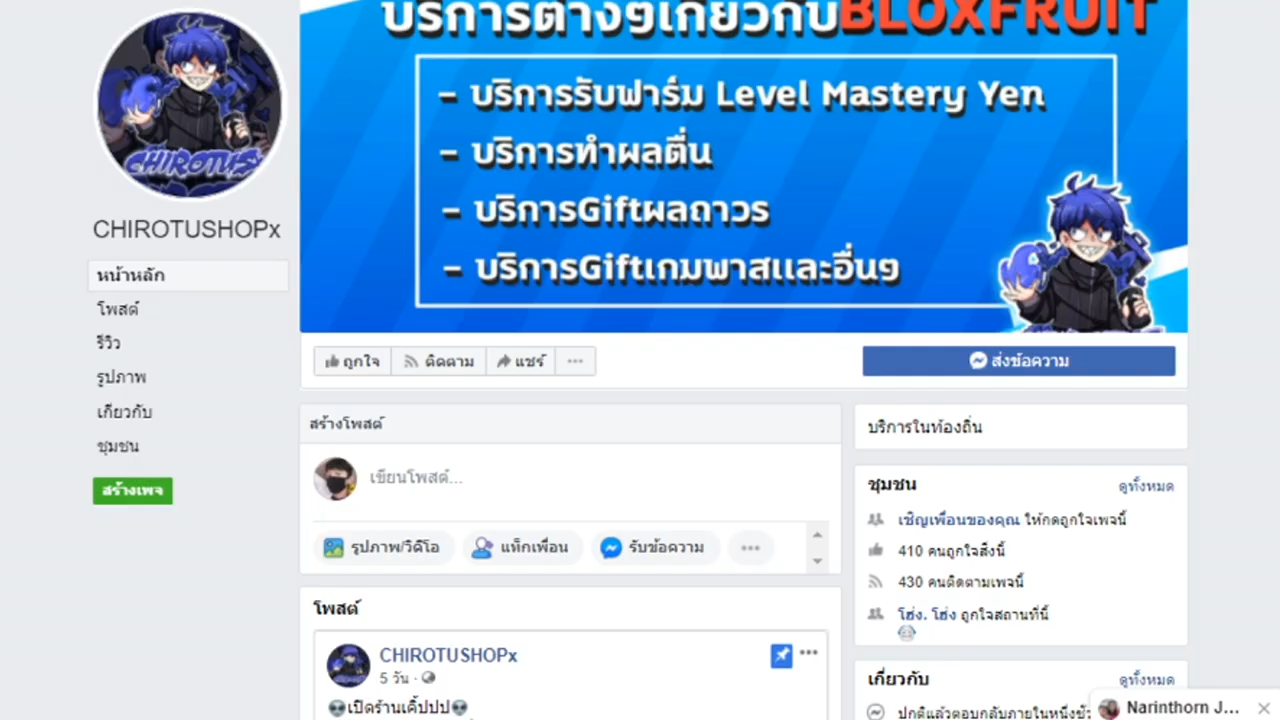 บริการต่างๆเกี่ยวกับBLOXFRUIT
- บริการรับฟาร์ม Level Mastery Yen
- บริการทำผลตื่น
- บริการGiftผลถาวร
- บริการGiftเกมพาสและอื่นๆ
CHIROTUS
CHIROTUSHOPx
หน้าหลัก
โพสต์
รีวิว
รูปภาพ
เกี่ยวกับ
ชุมชน
สร้างเพจ
ถูกใจ
ติดตาม
แชร์
ส่งข้อความ
สร้างโพสต์
เขียนโพสต์...
รูปภาพ/วิดีโอ
แท็กเพื่อน
รับข้อความ
โพสต์
CHIROTUSHOPx
5 วัน ·
เปิดร้านเค้ปปป
บริการในท้องถิ่น
ชุมชน
ดูทั้งหมด
เชิญเพื่อนของคุณ ให้กดถูกใจเพจนี้
410 คนถูกใจสิ่งนี้
430 คนติดตามเพจนี้
โฮ่ง. โฮ่ง ถูกใจสถานที่นี้
เกี่ยวกับ
ดูทั้งหมด
ปกติแล้วตอบกลับภายในหนึ่งชั่ว
Narinthorn J...